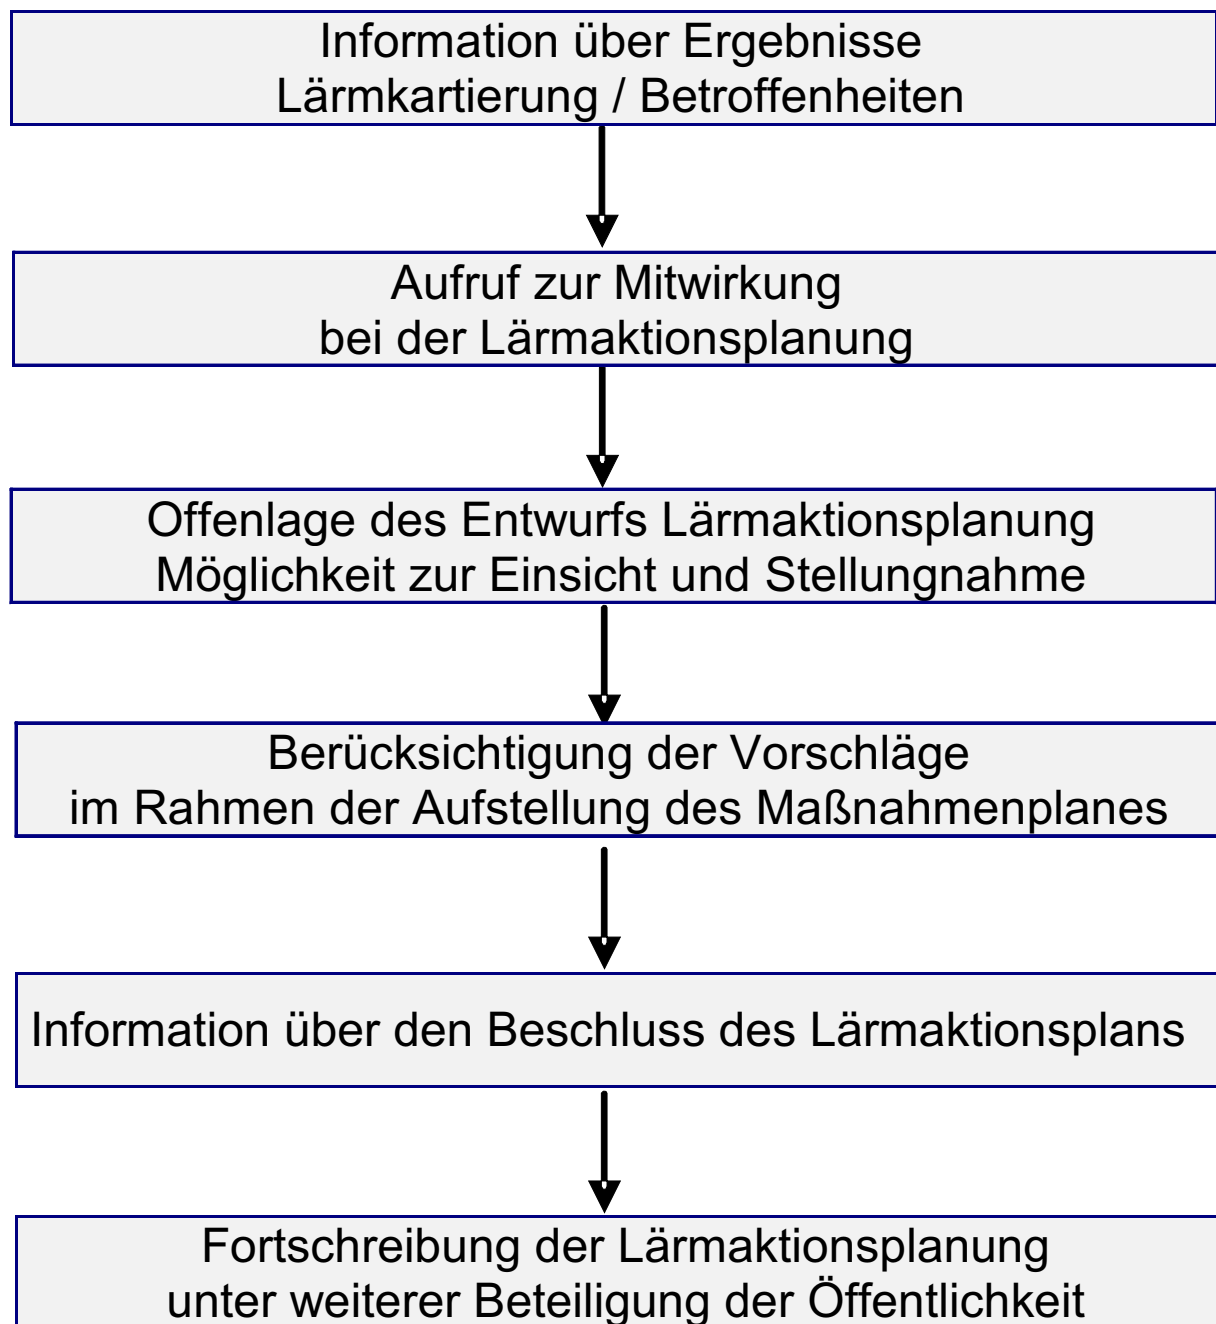 Information über Ergebnisse
Lärmkartierung / Betroffenheiten
Aufruf zur Mitwirkung
bei der Lärmaktionsplanung
Offenlage des Entwurfs Lärmaktionsplanung
Möglichkeit zur Einsicht und Stellungnahme
Berücksichtigung der Vorschläge
im Rahmen der Aufstellung des Maßnahmenplanes
Information über den Beschluss des Lärmaktionsplans
Fortschreibung der Lärmaktionsplanung
unter weiterer Beteiligung der Öffentlichkeit